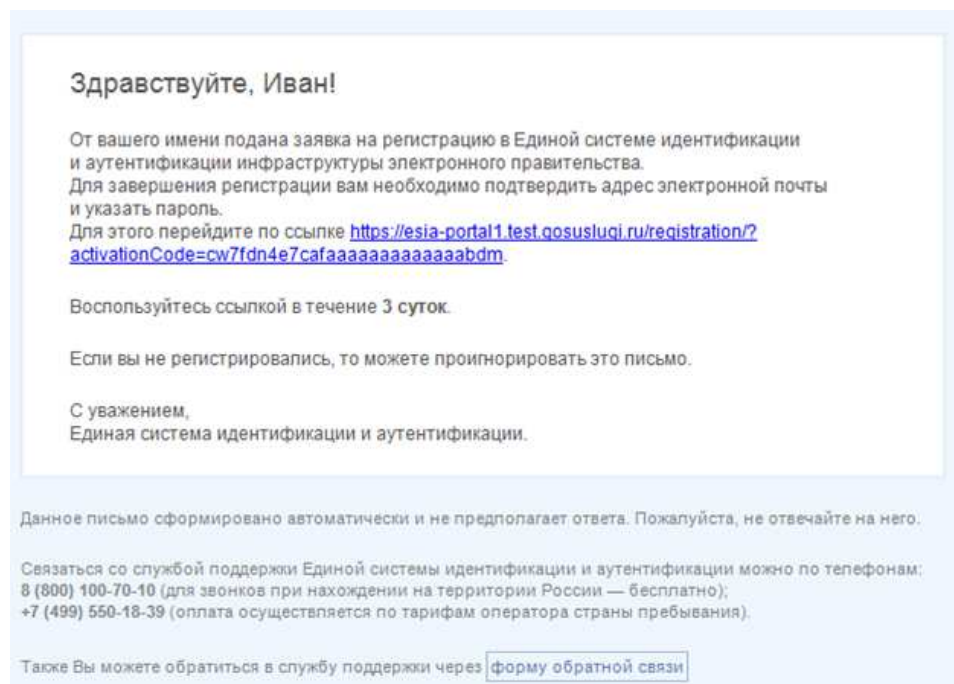 Здравствуйте, Иван!
От вашего имени подана заявка на регистрацию в Единой системе идентификации
и аутентификации инфраструктуры электронного правительства.
Для завершения регистрации вам необходимо подтвердить адрес электронной почты
и указать пароль.
Для этого перейдите по ссылке https://esia-portal1.test.gosuslugi.ru/registration/?
activationCode=cw7fdn4e7cafaaaaaaaaaaaaabdm.
Воспользуйтесь ссылкой в течение 3 суток.
Если вы не регистрировались, то можете проигнорировать это письмо.
С уважением,
Единая система идентификации и аутентификации.
Данное письмо сформировано автоматически и не предполагает ответа. Пожалуйста, не отвечайте на него.
Связаться со службой поддержки Единой системы идентификации и аутентификации можно по телефонам:
8 (800) 100-70-10 (для звонков при нахождении на территории России — бесплатно);
+7 (499) 550-18-39 (оплата осуществляется по тарифам оператора страны пребывания).
Также Вы можете обратиться в службу поддержки через форму обратной связи